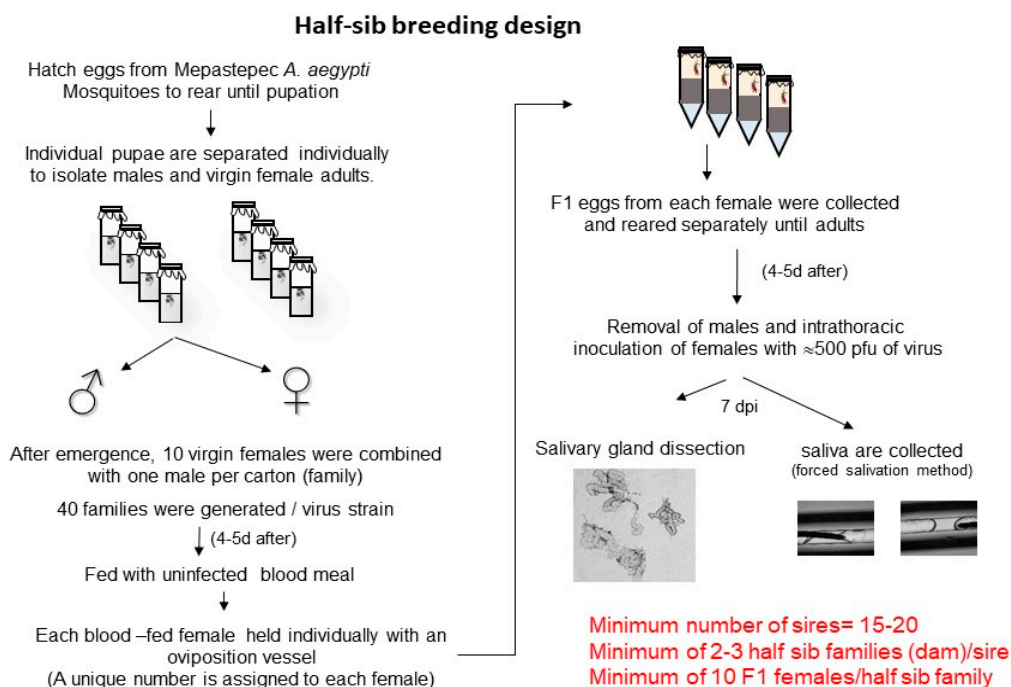 Half-sib breeding design
Hatch eggs from Mepastepec A. aegypti
Mosquitoes to rear until pupation
Individual pupae are separated individually
to isolate males and virgin female adults.
After emergence, 10 virgin females were combined
with one male per carton (family)
40 families were generated / virus strain
(4-5d after)
Fed with uninfected blood meal
Each blood –fed female held individually with an
oviposition vessel
(A unique number is assigned to each female)
F1 eggs from each female were collected
and reared separately until adults
(4-5d after)
Removal of males and intrathoracic
inoculation of females with ≈500 pfu of virus
7 dpi
Salivary gland dissection
saliva are collected
(forced salivation method)
Minimum number of sires= 15-20
Minimum of 2-3 half sib families (dam)/sire
Minimum of 10 F1 females/half sib family